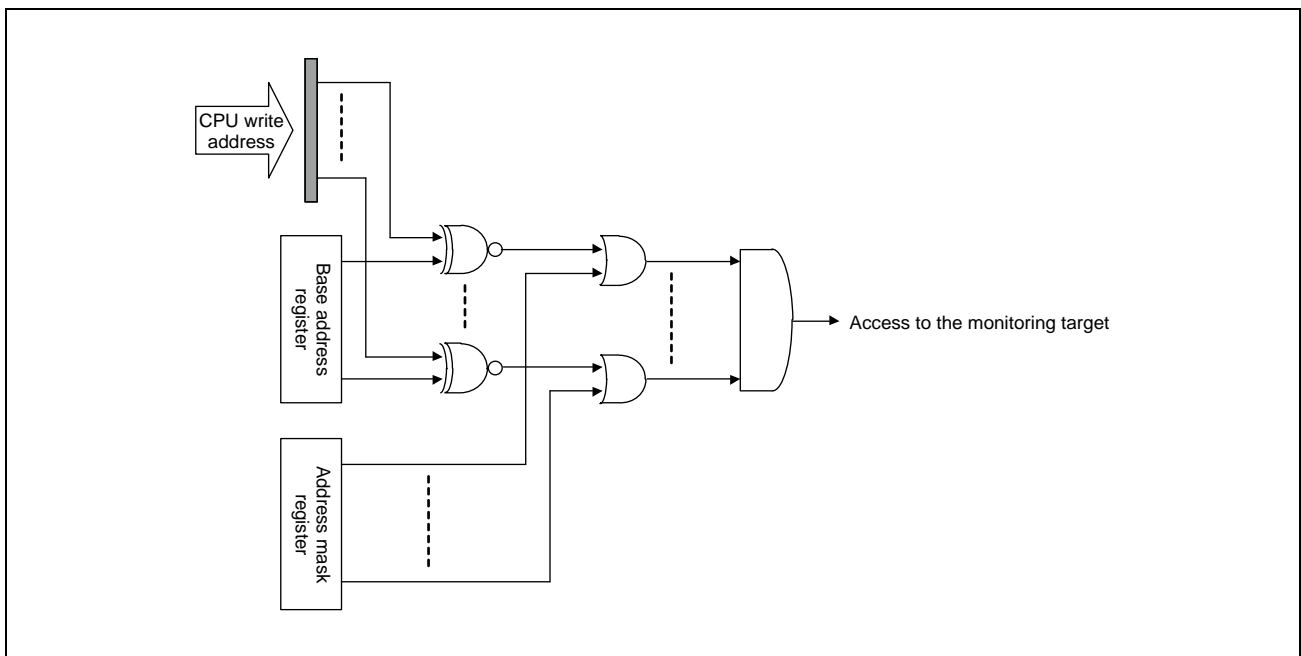 CPU write
address
Base address
register
Access to the monitoring target
Address mask
register